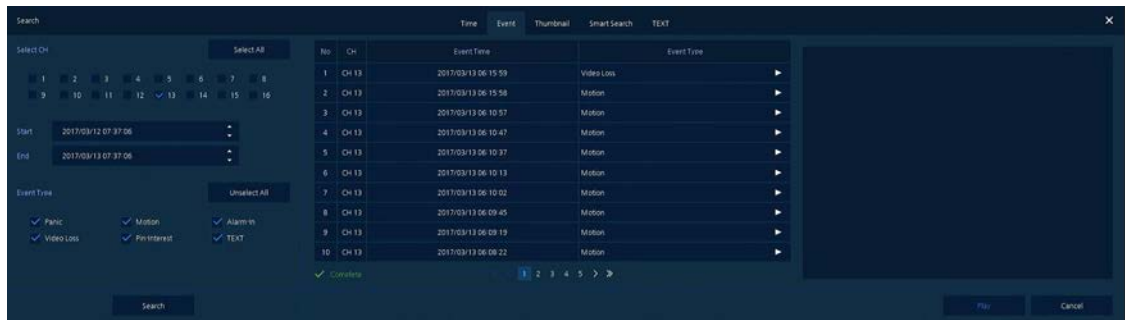 Search
Time Event Thumbnail Smart Search TEXT
Select CH Select All
1 2 3 4 5 6 7 8
9 10 11 12 13 14 15 16
Start 2017/03/12 07:37:06
End 2017/03/13 07:37:06
Event Type Unselect All
Panic Motion Alarm-In
Video Loss Pin-Interest TEXT
Search
No CH Event Time Event Type
1 CH 13 2017/03/13 06:15:59 Video Loss
2 CH 13 2017/03/13 06:15:58 Motion
3 CH 13 2017/03/13 06:10:57 Motion
4 CH 13 2017/03/13 06:10:47 Motion
5 CH 13 2017/03/13 06:10:37 Motion
6 CH 13 2017/03/13 06:10:13 Motion
7 CH 13 2017/03/13 06:10:02 Motion
8 CH 13 2017/03/13 06:09:45 Motion
9 CH 13 2017/03/13 06:09:19 Motion
10 CH 13 2017/03/13 06:08:22 Motion
Complete 1 2 3 4 5
Play Cancel